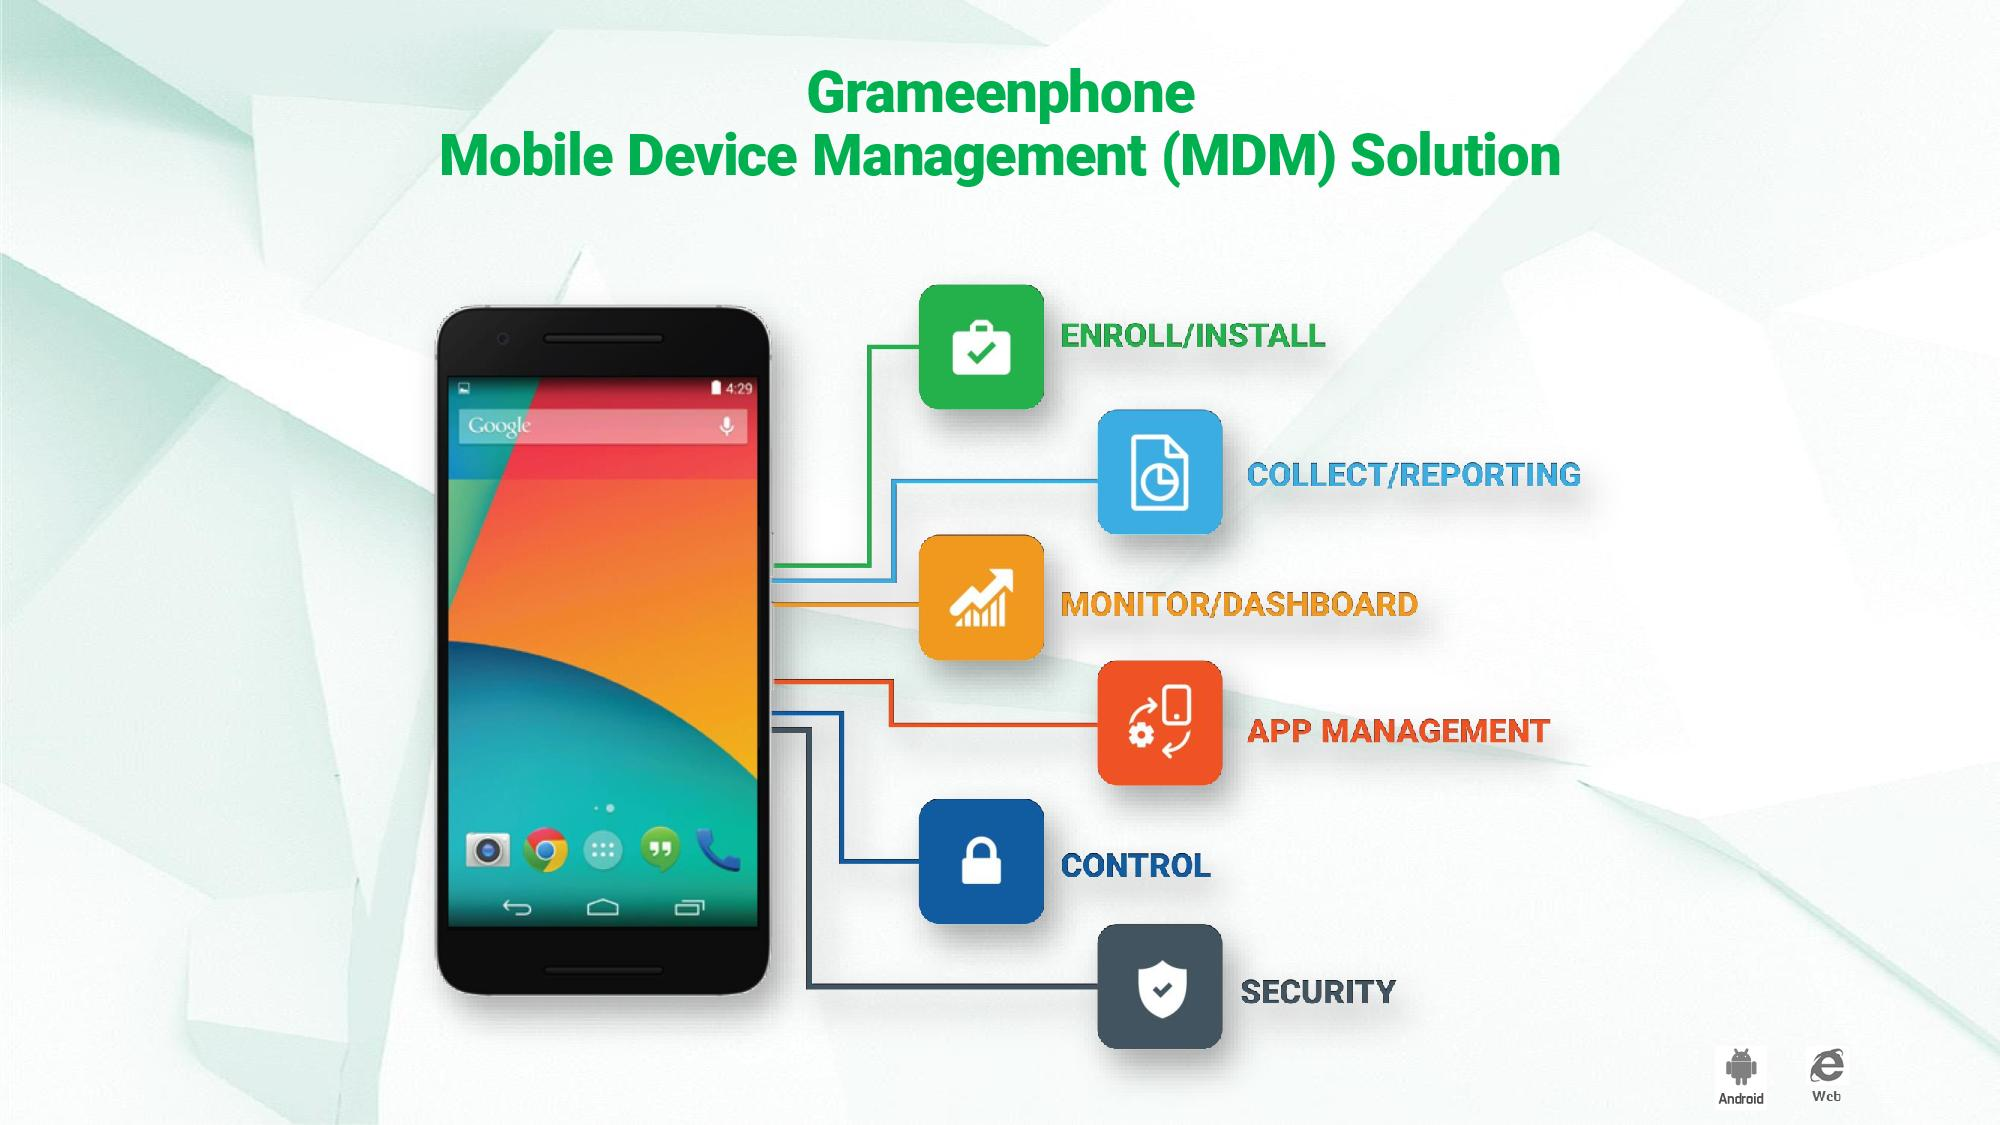 Grameenphone
Mobile Device Management (MDM) Solution
4:29
Google
ENROLL/INSTALL
COLLECT/REPORTING
MONITOR/DASHBOARD
APP MANAGEMENT
CONTROL
SECURITY
Android
Web